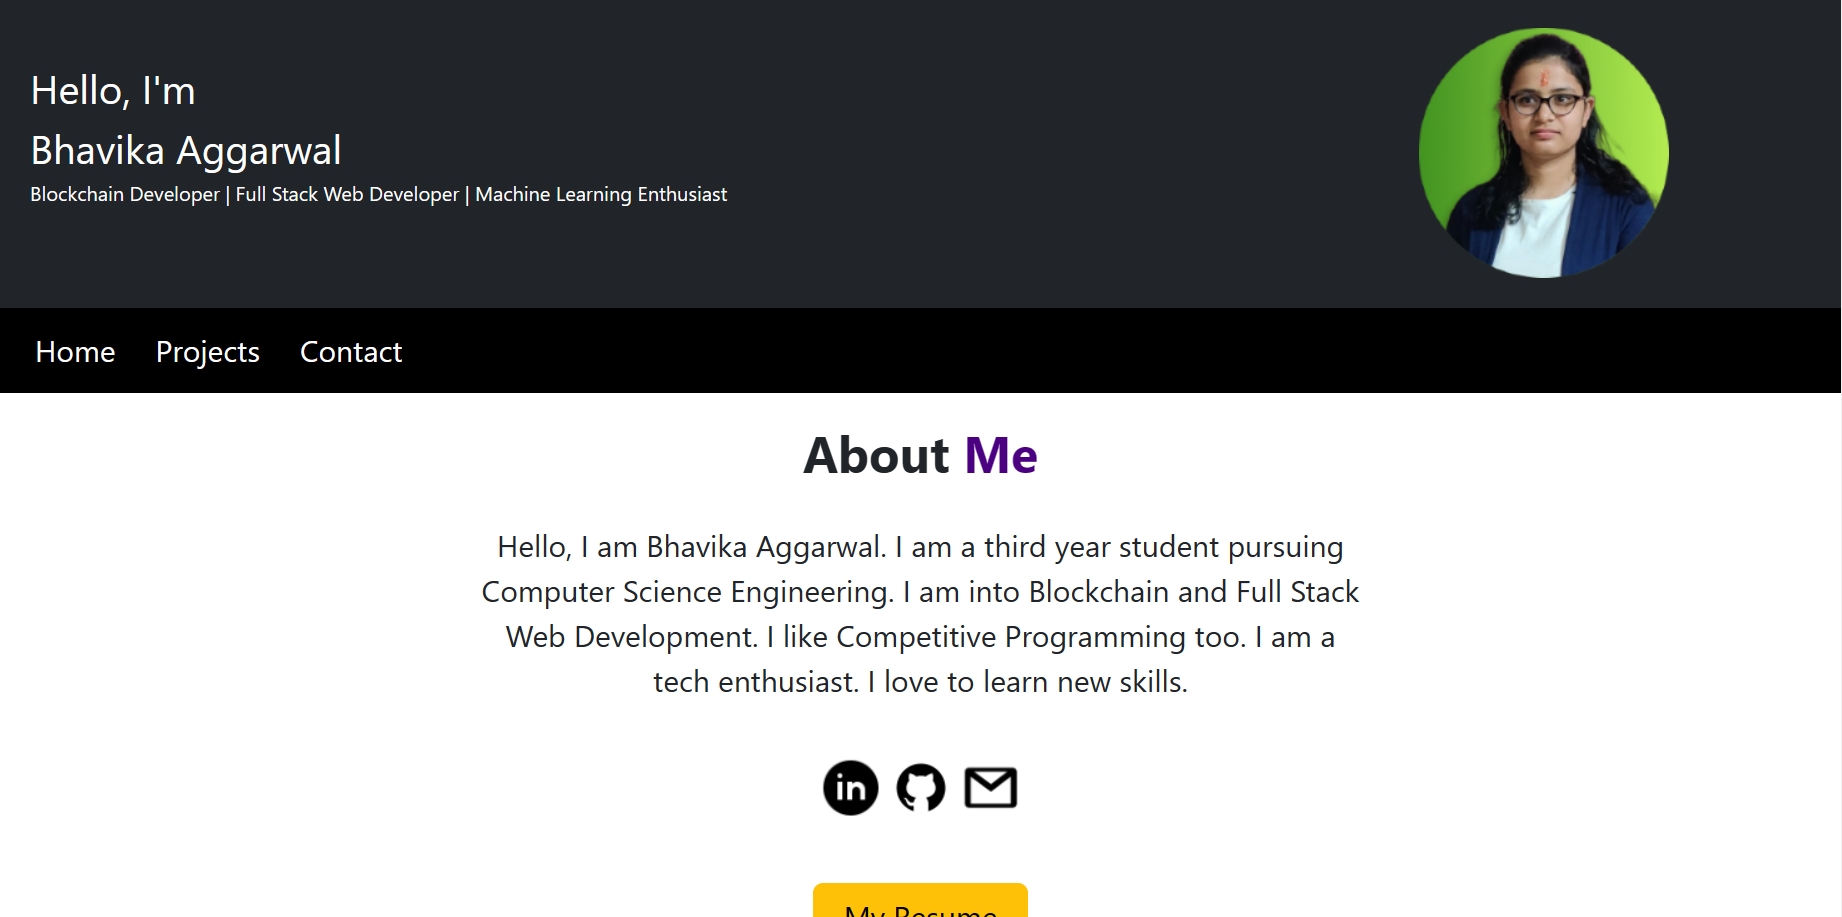 Hello, I'm
Bhavika Aggarwal
Blockchain Developer | Full Stack Web Developer | Machine Learning Enthusiast
Home Projects Contact
About Me
Hello, I am Bhavika Aggarwal. I am a third year student pursuing
Computer Science Engineering. I am into Blockchain and Full Stack
Web Development. I like Competitive Programming too. I am a
tech enthusiast. I love to learn new skills.
in
My Resume